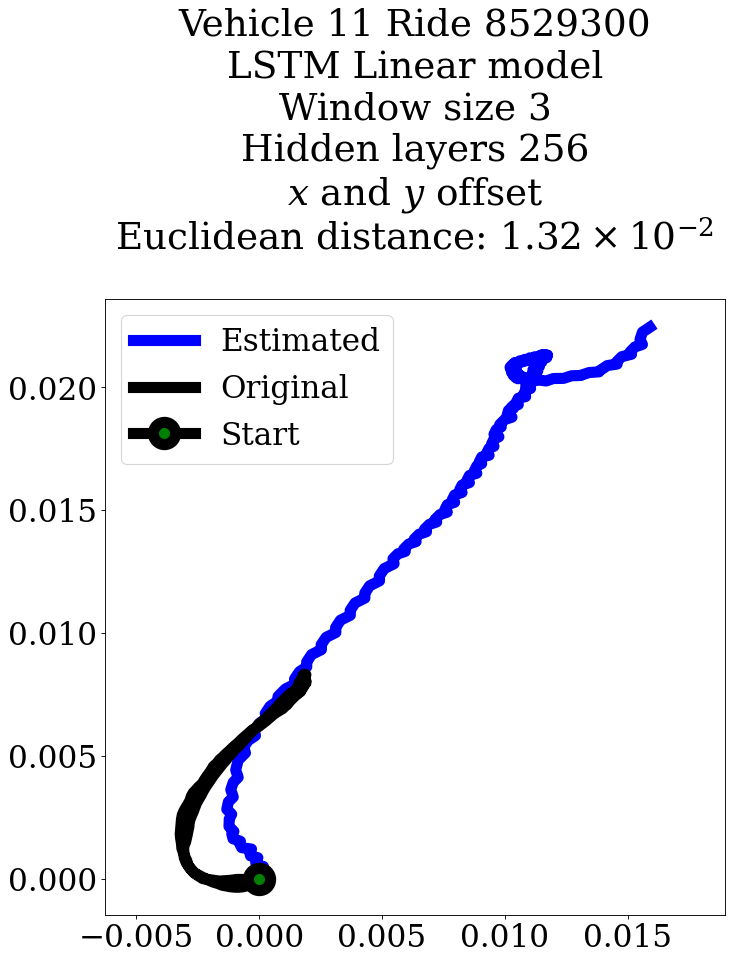 Vehicle 11 Ride 8529300
LSTM Linear model
Window size 3
Hidden layers 256
x and y offset
Euclidean distance: 1.32 × 10⁻²
Estimated
Original
Start
0.020
0.015
0.010
0.005
0.000
−0.005 0.000 0.005 0.010 0.015